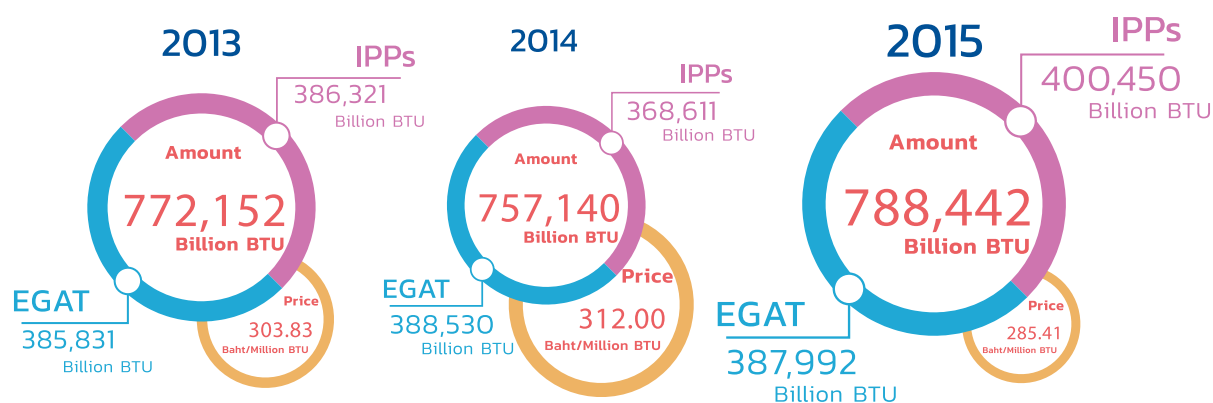 2013
IPPs
386,321
Billion BTU
Amount
772,152
Billion BTU
EGAT
385,831
Billion BTU
Price
303.83
Baht/Million BTU
2014
IPPs
368,611
Billion BTU
Amount
757,140
Billion BTU
EGAT
388,530
Billion BTU
Price
312.00
Baht/Million BTU
2015
IPPs
400,450
Billion BTU
Amount
788,442
Billion BTU
EGAT
387,992
Billion BTU
Price
285.41
Baht/Million BTU